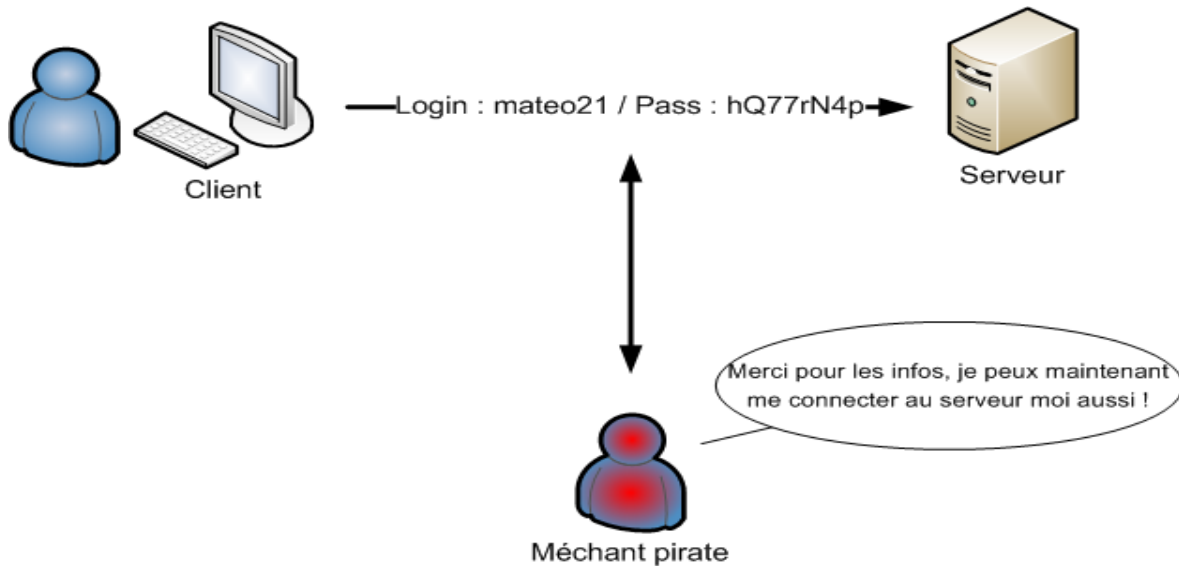 Login : mateo21 / Pass : hQ77rN4p
Client
Serveur
Merci pour les infos, je peux maintenant
me connecter au serveur moi aussi !
Méchant pirate